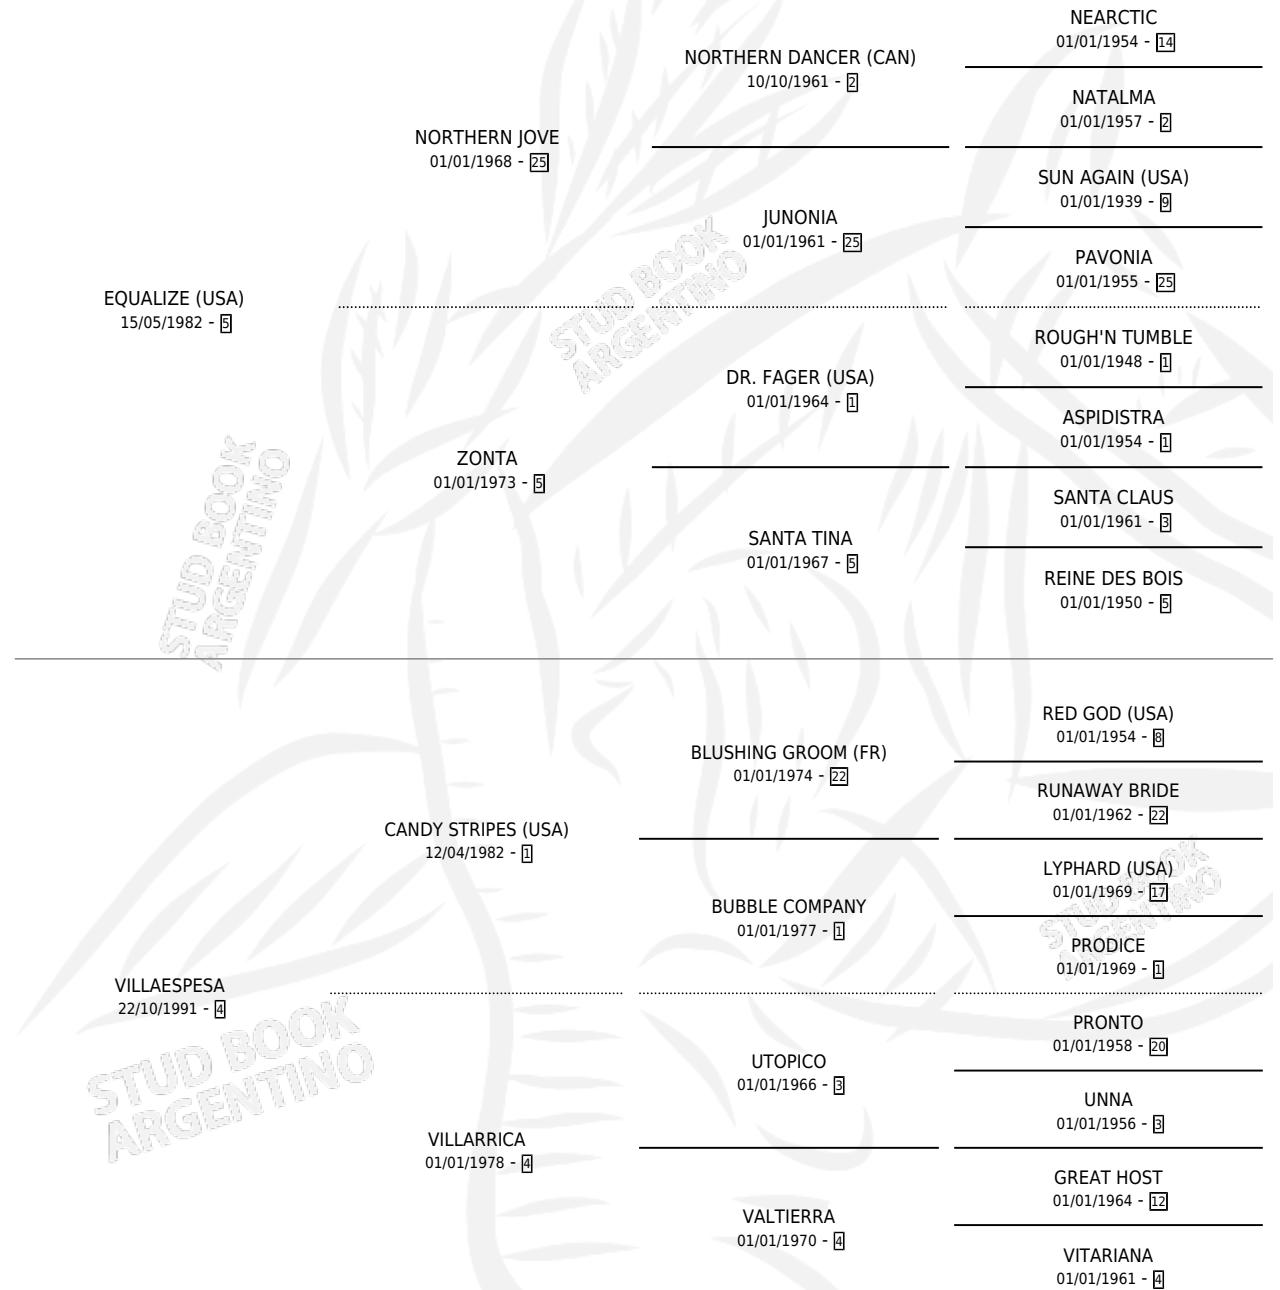 NEARCTIC
01/01/1954 - 14
NORTHERN DANCER (CAN)
10/10/1961 - 2
NATALMA
01/01/1957 - 2
NORTHERN JOVE
01/01/1968 - 25
SUN AGAIN (USA)
01/01/1939 - 9
JUNONIA
01/01/1961 - 25
PAVONIA
01/01/1955 - 25
EQUALIZE (USA)
15/05/1982 - 5
STUD BOOK
ARGENTINO
ROUGH'N TUMBLE
01/01/1948 - 1
DR. FAGER (USA)
01/01/1964 - 1
ASPIDISTRA
01/01/1954 - 1
ZONTA
01/01/1973 - 5
SANTA CLAUS
01/01/1961 - 3
SANTA TINA
01/01/1967 - 5
REINE DES BOIS
01/01/1950 - 5
STUD BOOK
ARGENTINO
RED GOD (USA)
01/01/1954 - 8
BLUSHING GROOM (FR)
01/01/1974 - 22
RUNAWAY BRIDE
01/01/1962 - 22
CANDY STRIPES (USA)
12/04/1982 - 1
LYPHARD (USA)
01/01/1969 - 17
BUBBLE COMPANY
01/01/1977 - 1
STUD BOOK
ARGENTINO
PRODICE
01/01/1969 - 1
VILLAESPESA
22/10/1991 - 4
PRONTO
01/01/1958 - 20
UTOPICO
01/01/1966 - 3
UNNA
01/01/1956 - 3
STUD BOOK
ARGENTINO
VILLARRICA
01/01/1978 - 4
GREAT HOST
01/01/1964 - 12
VALTIERRA
01/01/1970 - 4
VITARIANA
01/01/1961 - 4